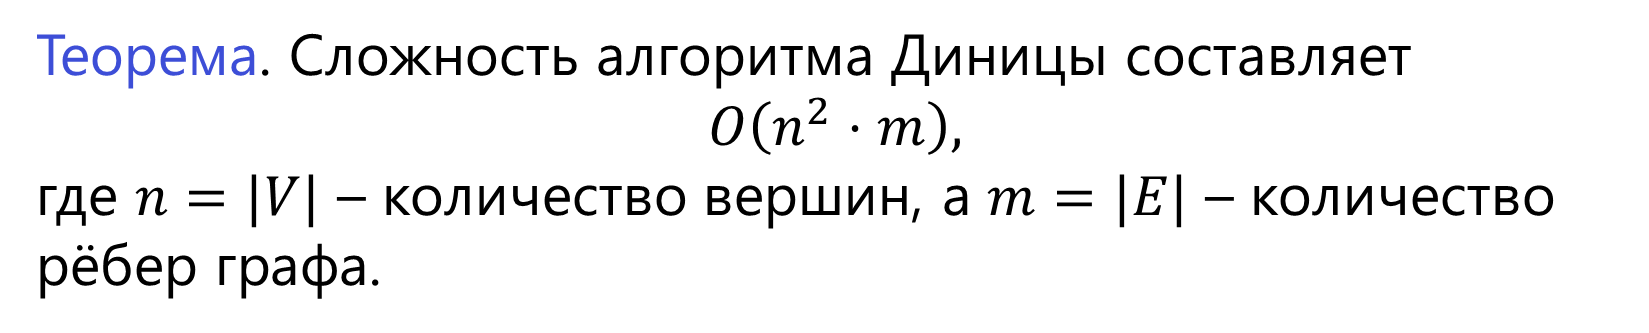 Теорема. Сложность алгоритма Диницы составляет
O(n² · m),
где n = |V| – количество вершин, а m = |E| – количество
рёбер графа.